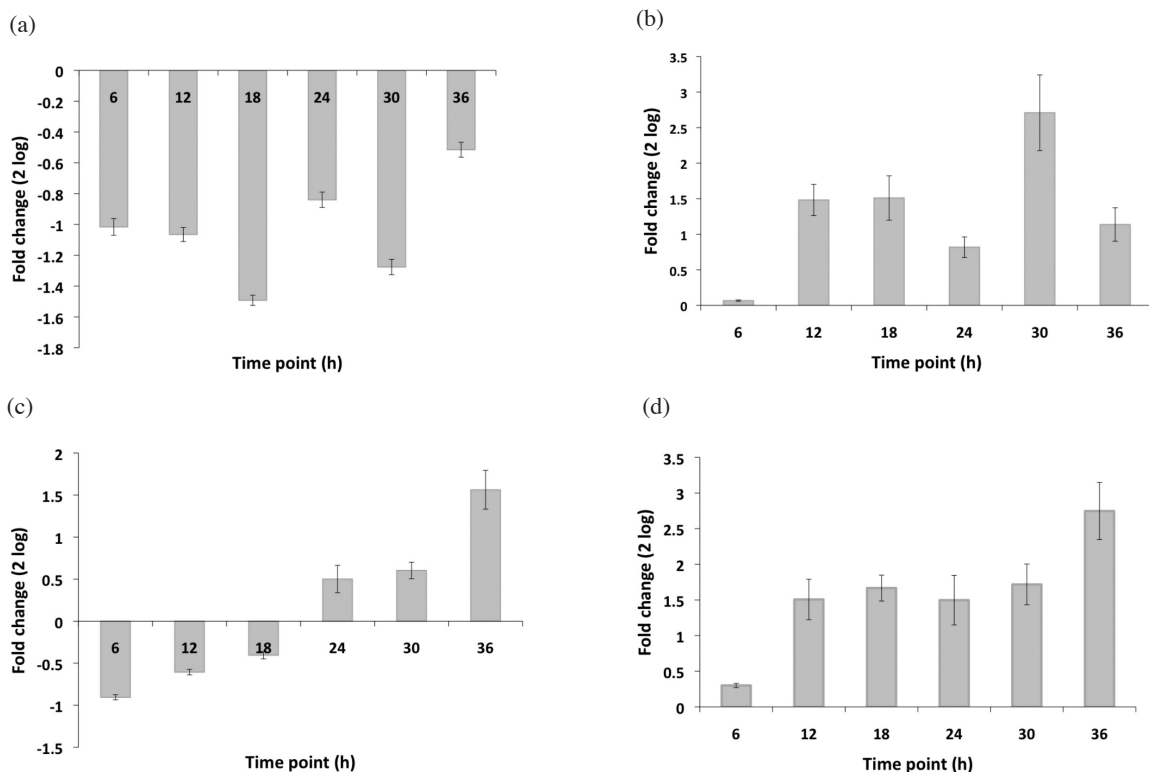 (a)
0
-0.2
-0.4
-0.6
-0.8
-1
-1.2
-1.4
-1.6
-1.8
Fold change (2 log)
6 12 18 24 30 36
Time point (h)
(b)
3.5
3
2.5
2
1.5
1
0.5
0
Fold change (2 log)
6 12 18 24 30 36
Time point (h)
(c)
2
1.5
1
0.5
0
-0.5
-1
-1.5
Fold change (2 log)
6 12 18 24 30 36
Time point (h)
(d)
3.5
3
2.5
2
1.5
1
0.5
0
Fold change (2 log)
6 12 18 24 30 36
Time point (h)